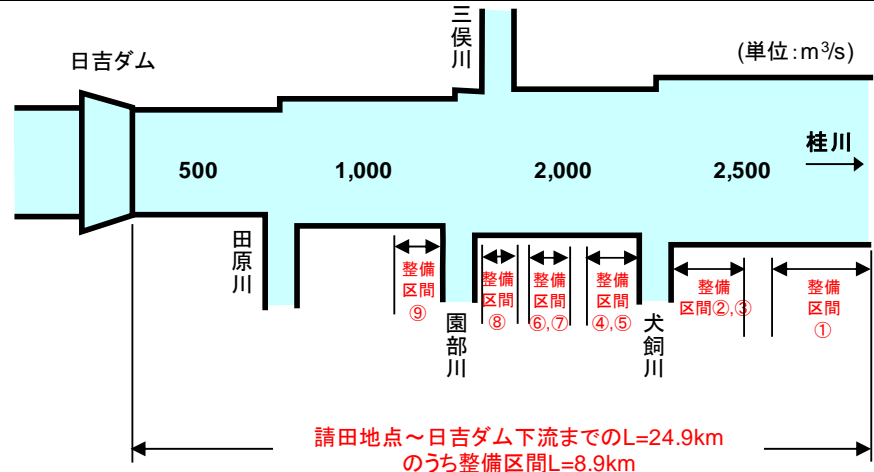 三俣川
日吉ダム
(単位:m³/s)
桂川
500
1,000
2,000
2,500
田原川
整備
区間
⑨
園部川
整備
区間
⑧
整備
区間
⑥,⑦
整備
区間
④,⑤
犬飼川
整備
区間②,③
整備
区間
①
請田地点～日吉ダム下流までのL=24.9km
のうち整備区間L=8.9km